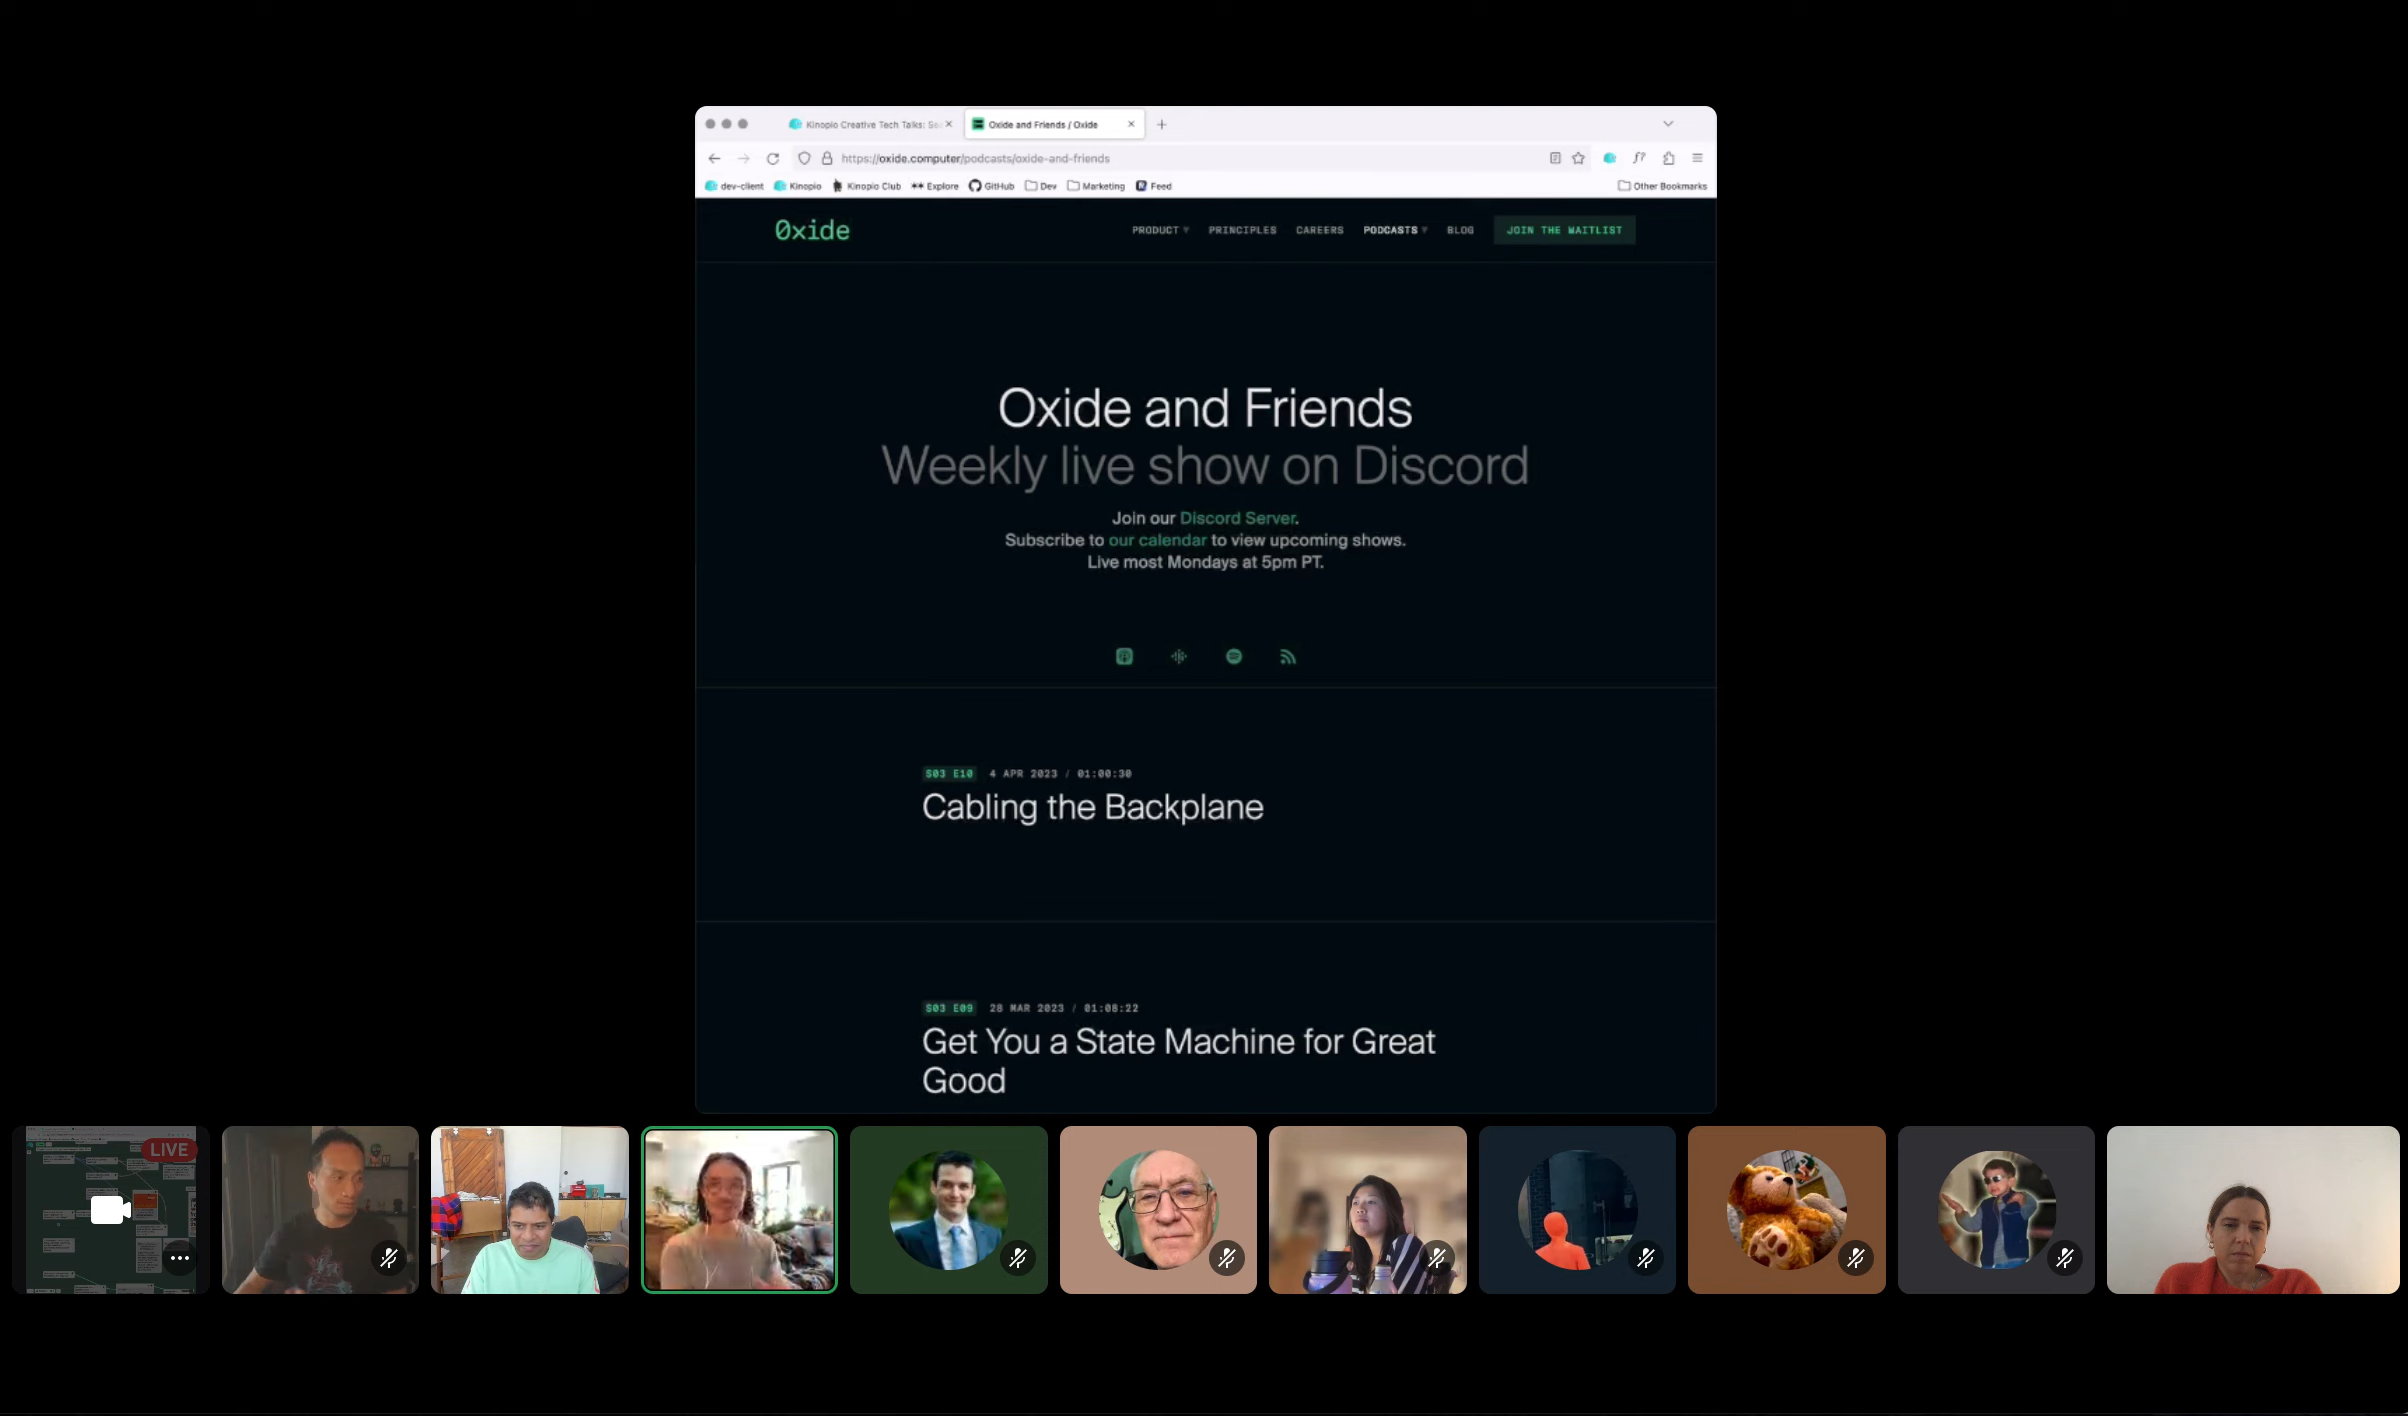 Kinopio Creative Tech Talks: So
Oxide and Friends / Oxide
https://oxide.computer/podcasts/oxide-and-friends
dev-client
Kinopio
Kinopio Club
Explore
GitHub
Dev
Marketing
Feed
Other Bookmarks
0xide
PRODUCT
PRINCIPLES
CAREERS
PODCASTS
BLOG
JOIN THE WAITLIST
Oxide and Friends
Weekly live show on Discord
Join our Discord Server.
Subscribe to our calendar to view upcoming shows.
Live most Mondays at 5pm PT.
S03 E10 4 APR 2023 / 01:00:30
Cabling the Backplane
S03 E09 28 MAR 2023 / 01:08:22
Get You a State Machine for Great
Good
LIVE